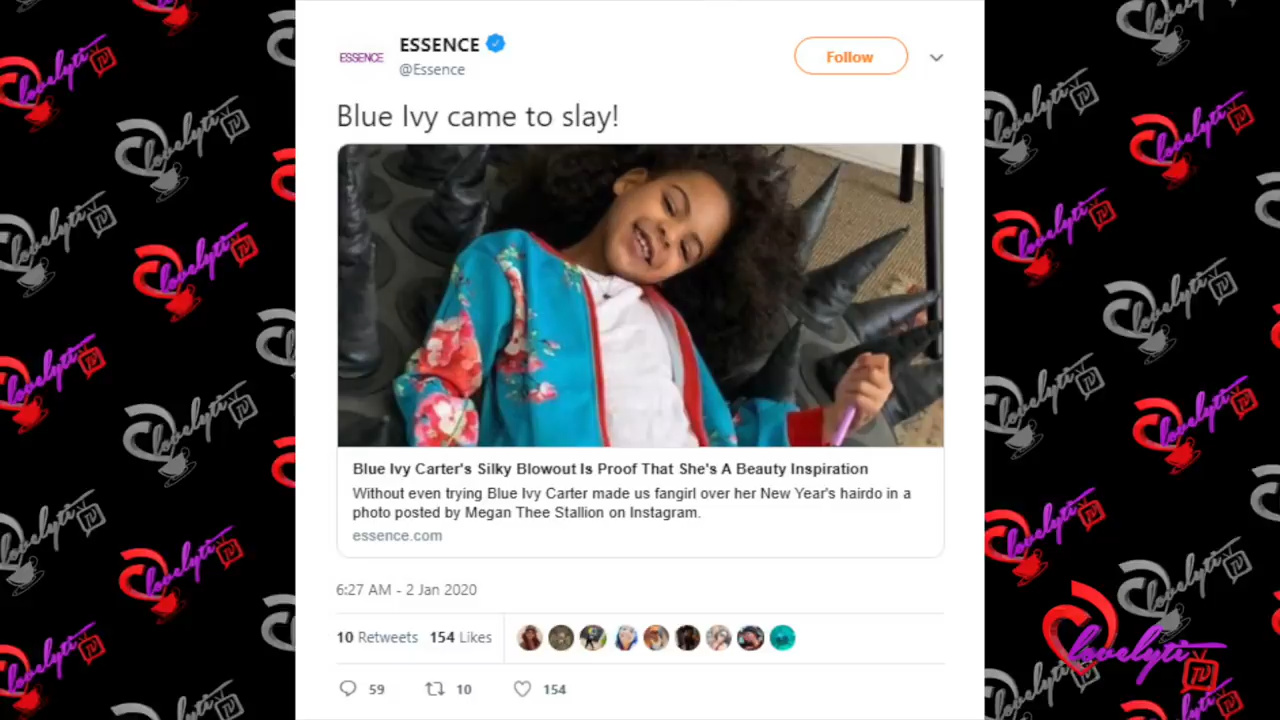 ESSENCE
ESSENCE
@Essence
Follow
Blue Ivy came to slay!
Blue Ivy Carter's Silky Blowout Is Proof That She's A Beauty Inspiration
Without even trying Blue Ivy Carter made us fangirl over her New Year's hairdo in a
photo posted by Megan Thee Stallion on Instagram.
essence.com
6:27 AM - 2 Jan 2020
10 Retweets 154 Likes
59 10 154
lovelyti TV